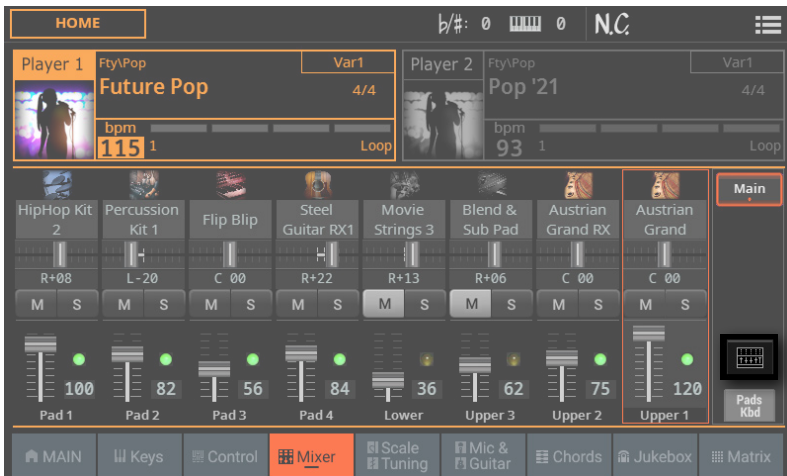 HOME
♭/#: 0
0
N.C.
Player 1
Fty\Pop
Var1
Future Pop
4/4
bpm
115
1
Loop
Player 2
Fty\Pop
Var1
Pop '21
4/4
bpm
93
1
Loop
HipHop Kit
2
Percussion
Kit 1
Flip Blip
Steel
Guitar RX1
Movie
Strings 3
Blend &
Sub Pad
Austrian
Grand RX
Austrian
Grand
Main
R+08
L-20
C 00
R+22
R+13
R+06
C 00
C 00
M S
M S
M S
M S
M S
M S
M S
M S
100
82
56
84
36
62
75
120
Pad 1
Pad 2
Pad 3
Pad 4
Lower
Upper 3
Upper 2
Upper 1
Pads
Kbd
MAIN
Keys
Control
Mixer
Scale
Tuning
Mic &
Guitar
Chords
Jukebox
Matrix